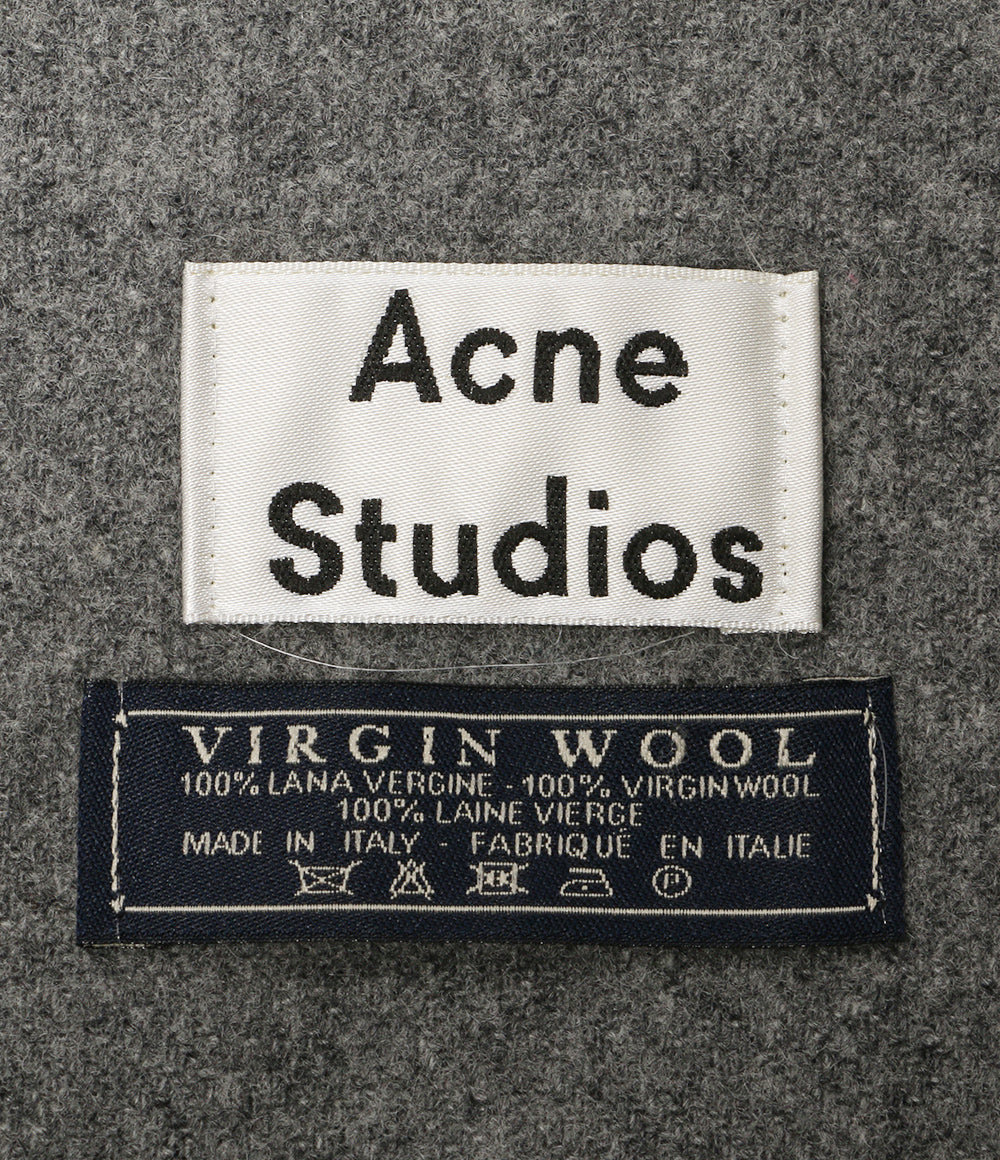 Acne
Studios
VIRGIN WOOL
100% LANA VERGINE - 100% VIRGIN WOOL
100% LAINE VIERGE
MADE IN ITALY - FABRIQUÉ EN ITALIE
P